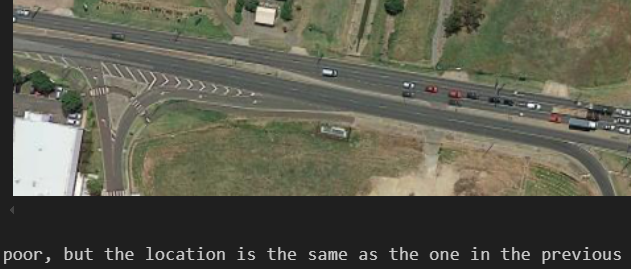 poor, but the location is the same as the one in the previous